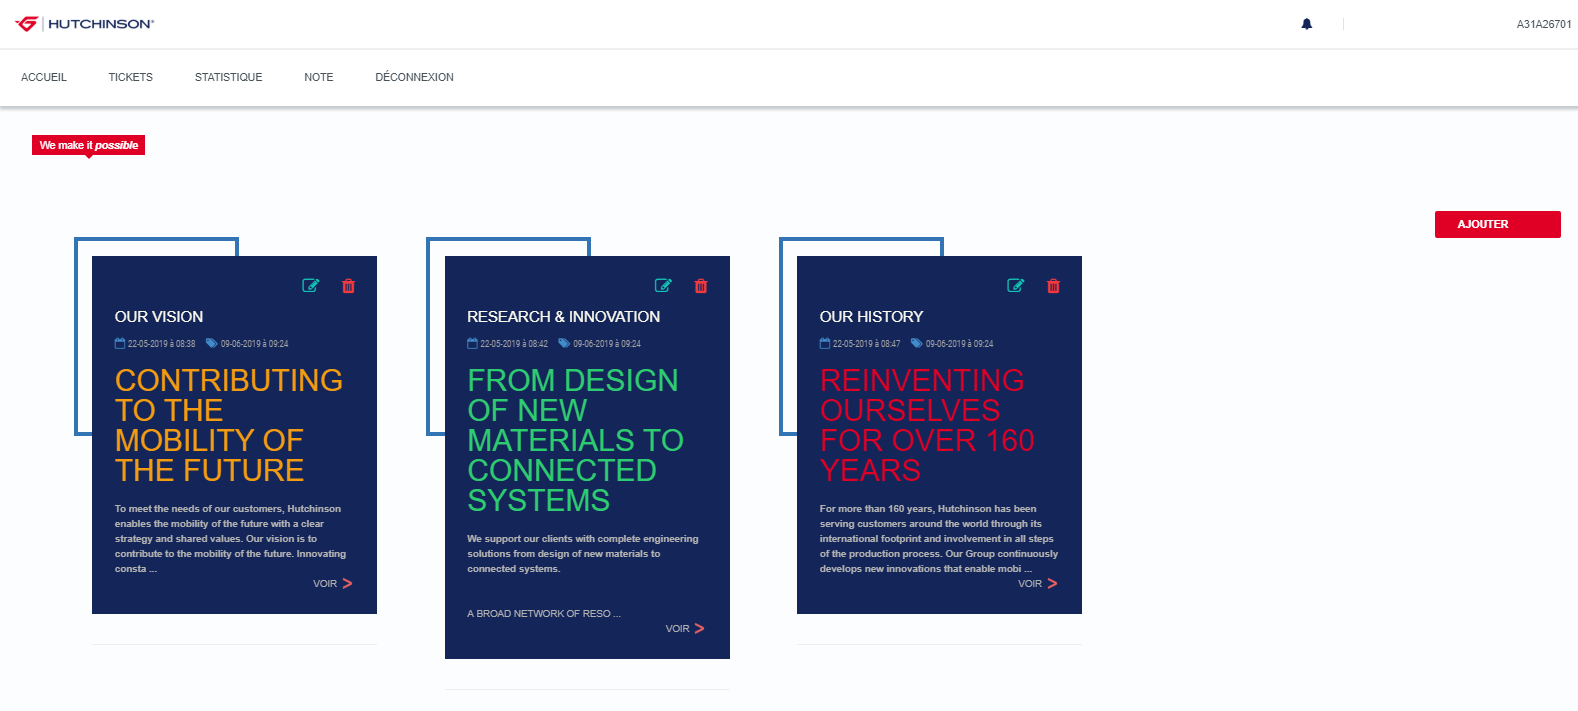 HUTCHINSON®
A31A26701
ACCUEIL TICKETS STATISTIQUE NOTE DÉCONNEXION
We make it possible
AJOUTER
OUR VISION
22-05-2019 à 08:38 09-06-2019 à 09:24
CONTRIBUTING
TO THE
MOBILITY OF
THE FUTURE
To meet the needs of our customers, Hutchinson
enables the mobility of the future with a clear
strategy and shared values. Our vision is to
contribute to the mobility of the future. Innovating
consta ...
VOIR >
RESEARCH & INNOVATION
22-05-2019 à 08:42 09-06-2019 à 09:24
FROM DESIGN
OF NEW
MATERIALS TO
CONNECTED
SYSTEMS
We support our clients with complete engineering
solutions from design of new materials to
connected systems.
A BROAD NETWORK OF RESO ...
VOIR >
OUR HISTORY
22-05-2019 à 08:47 09-06-2019 à 09:24
REINVENTING
OURSELVES
FOR OVER 160
YEARS
For more than 160 years, Hutchinson has been
serving customers around the world through its
international footprint and involvement in all steps
of the production process. Our Group continuously
develops new innovations that enable mobi ...
VOIR >